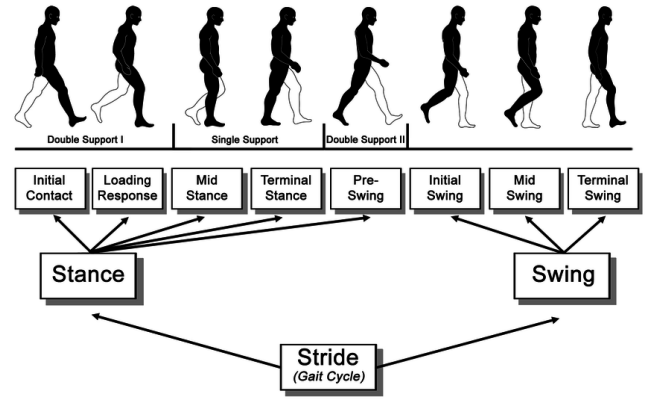 Double Support I
Single Support
Double Support II
Initial
Contact
Loading
Response
Mid
Stance
Terminal
Stance
Pre-
Swing
Initial
Swing
Mid
Swing
Terminal
Swing
Stance
Swing
Stride
(Gait Cycle)